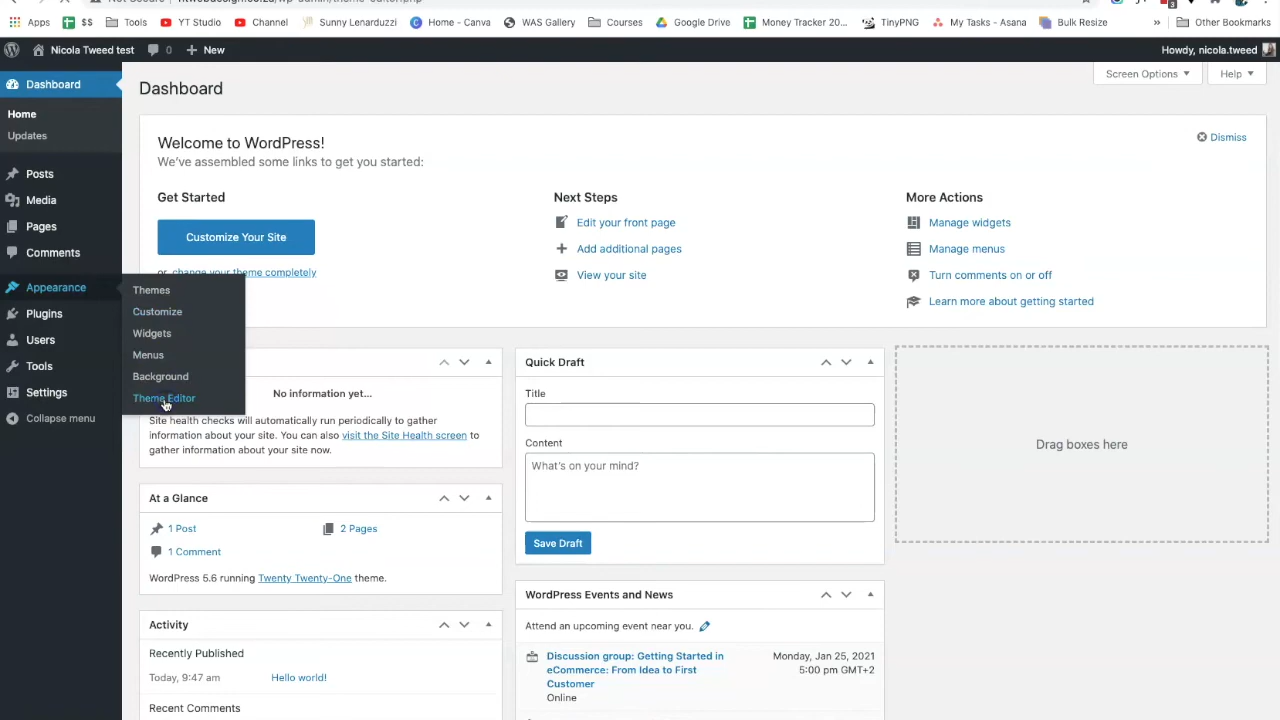 Apps $$ Tools YT Studio Channel Sunny Lenarduzzi Home - Canva WAS Gallery Courses Google Drive Money Tracker 20... TinyPNG My Tasks - Asana Bulk Resize » Other Bookmarks
Nicola Tweed test 0 New Howdy, nicola.tweed
Dashboard
Home
Updates
Posts
Media
Pages
Comments
Appearance
Plugins
Users
Tools
Settings
Collapse menu
Themes
Customize
Widgets
Menus
Background
Theme Editor
Dashboard
Screen Options Help
Welcome to WordPress!
Dismiss
We've assembled some links to get you started:
Get Started
Customize Your Site
or, change your theme completely
Next Steps
Edit your front page
Add additional pages
View your site
More Actions
Manage widgets
Manage menus
Turn comments on or off
Learn more about getting started
No information yet...
Site health checks will automatically run periodically to gather
information about your site. You can also visit the Site Health screen to
gather information about your site now.
At a Glance
1 Post 2 Pages
1 Comment
WordPress 5.6 running Twenty Twenty-One theme.
Activity
Recently Published
Today, 9:47 am Hello world!
Recent Comments
Quick Draft
Title
Content
What's on your mind?
Save Draft
WordPress Events and News
Attend an upcoming event near you.
Discussion group: Getting Started in Monday, Jan 25, 2021
eCommerce: From Idea to First 5:00 pm GMT+2
Customer
Online
Drag boxes here